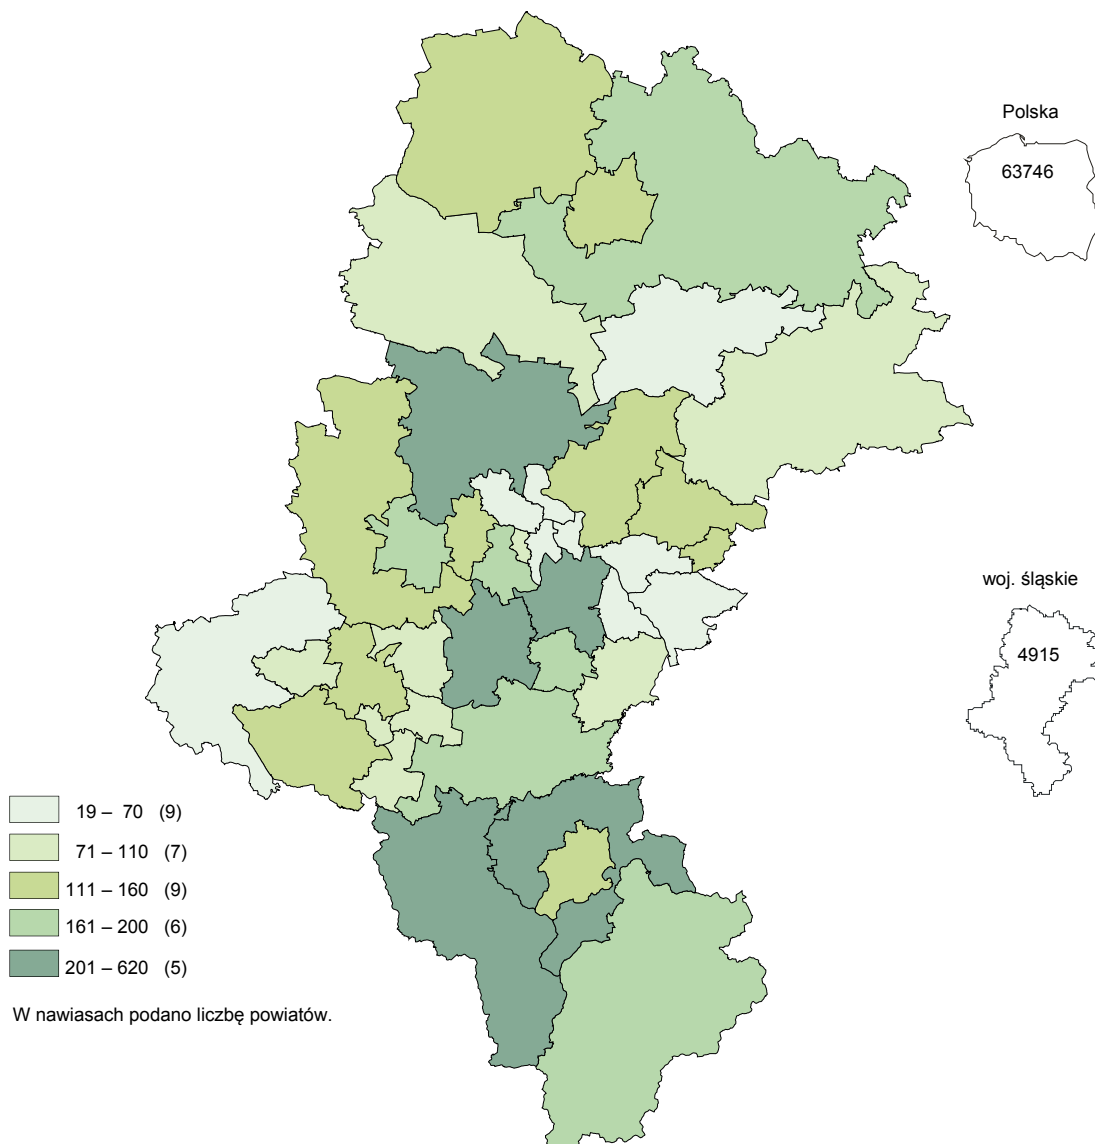 Polska
63746
woj. śląskie
4915
19 – 70 (9)
71 – 110 (7)
111 – 160 (9)
161 – 200 (6)
201 – 620 (5)
W nawiasach podano liczbę powiatów.